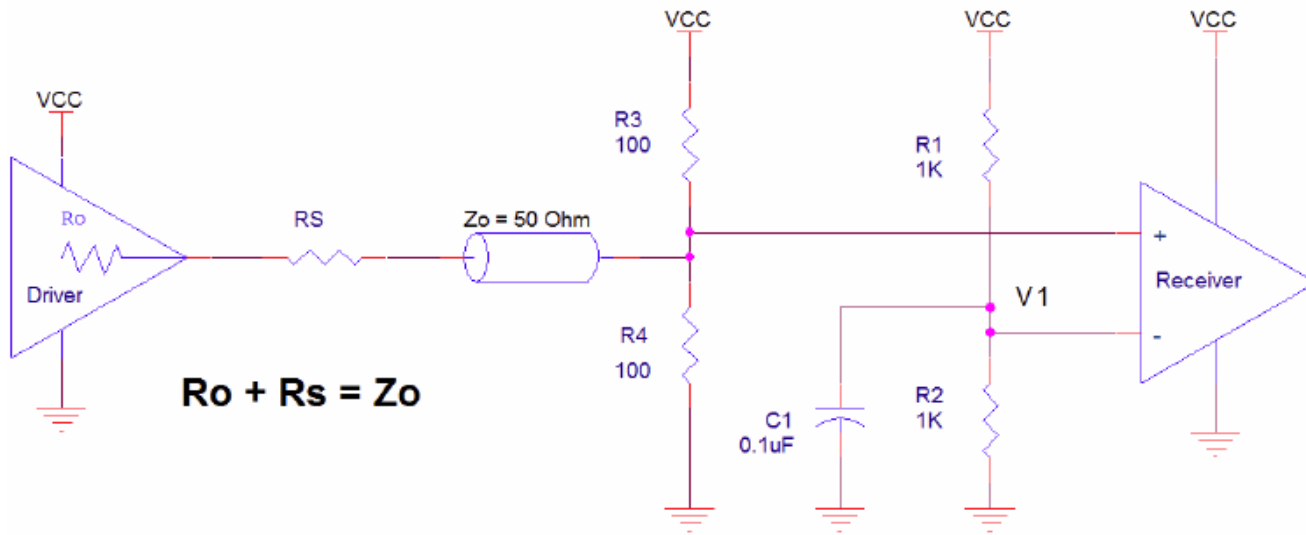 VCC
VCC
VCC
VCC
R3
100
R1
1K
Ro
RS
Zo = 50 Ohm
+
Driver
Receiver
V1
-
R4
100
Ro + Rs = Zo
R2
1K
C1
0.1uF